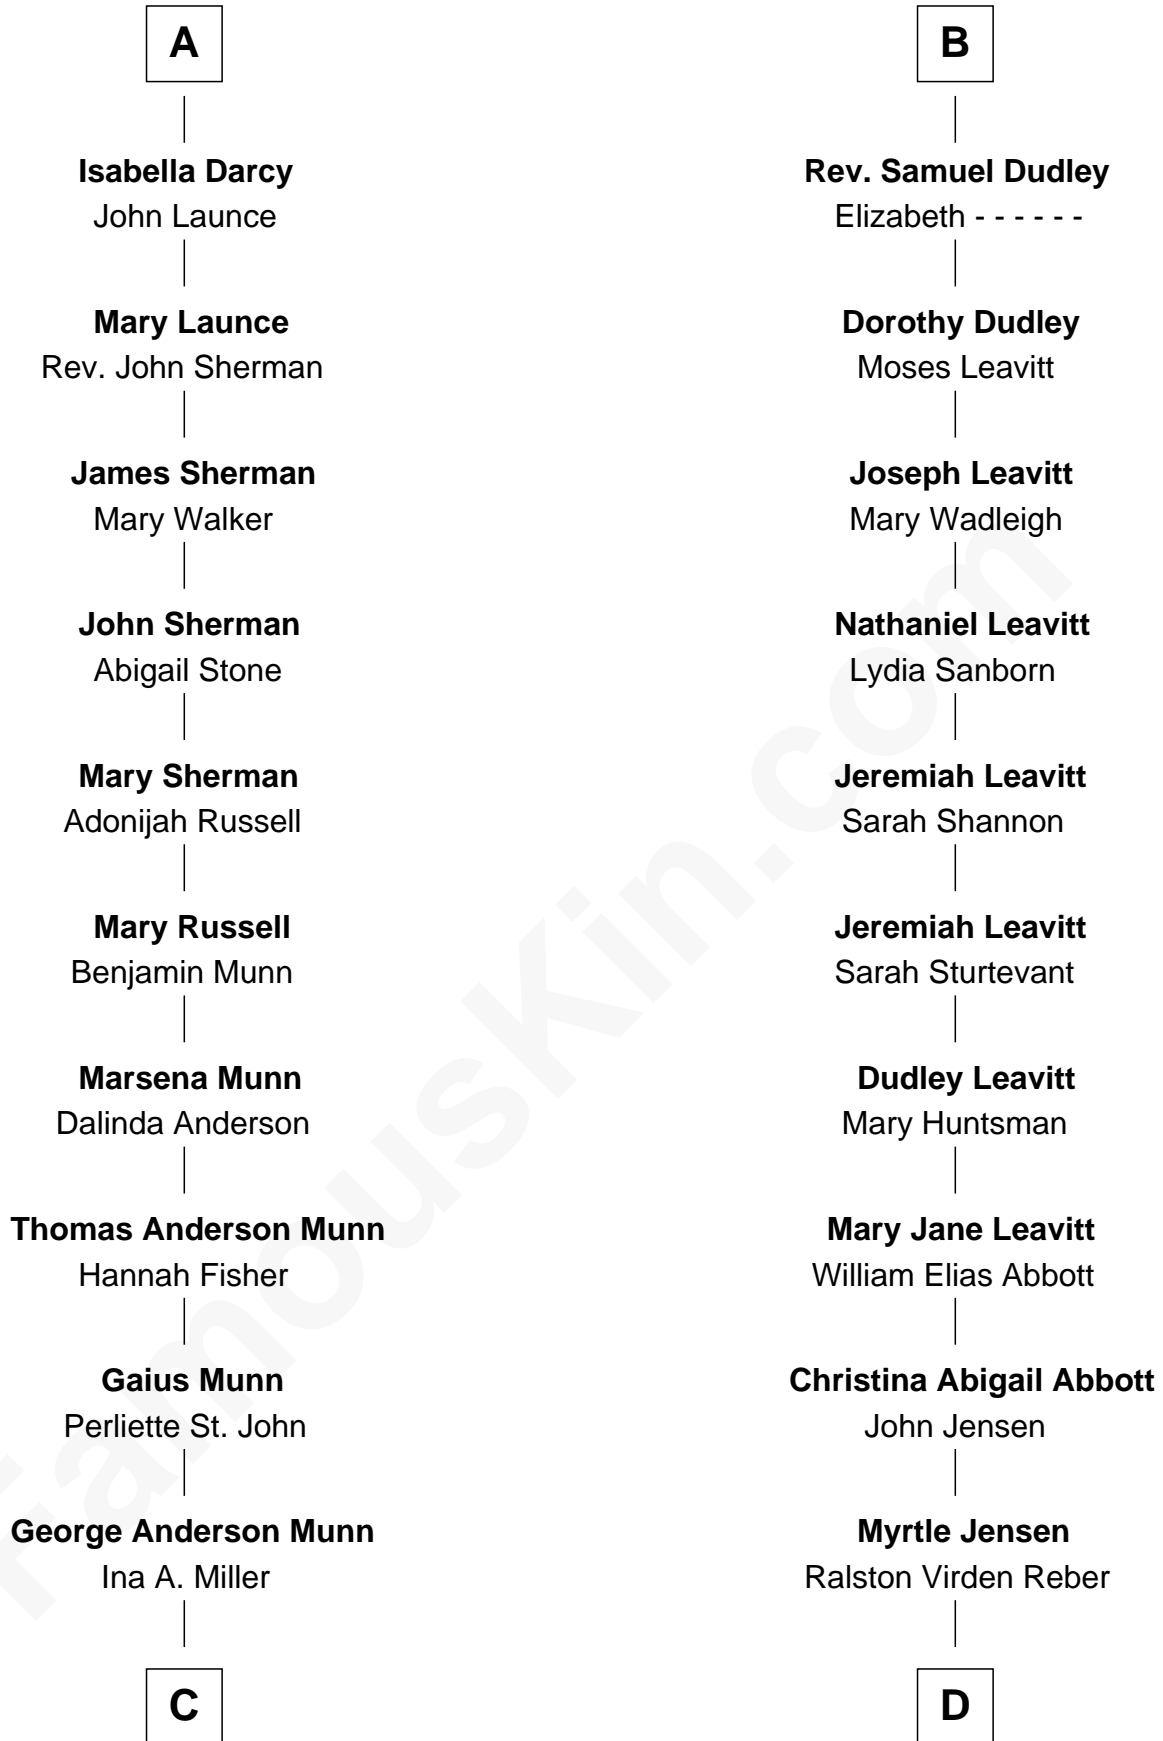 A
Isabella Darcy
John Launce
Mary Launce
Rev. John Sherman
James Sherman
Mary Walker
John Sherman
Abigail Stone
Mary Sherman
Adonijah Russell
Mary Russell
Benjamin Munn
Marsena Munn
Dalinda Anderson
Thomas Anderson Munn
Hannah Fisher
Gaius Munn
Perliette St. John
George Anderson Munn
Ina A. Miller
C
B
Rev. Samuel Dudley
Elizabeth - - - - - -
Dorothy Dudley
Moses Leavitt
Joseph Leavitt
Mary Wadleigh
Nathaniel Leavitt
Lydia Sanborn
Jeremiah Leavitt
Sarah Shannon
Jeremiah Leavitt
Sarah Sturtevant
Dudley Leavitt
Mary Huntsman
Mary Jane Leavitt
William Elias Abbott
Christina Abigail Abbott
John Jensen
Myrtle Jensen
Ralston Virden Reber
D
FamousKin.com